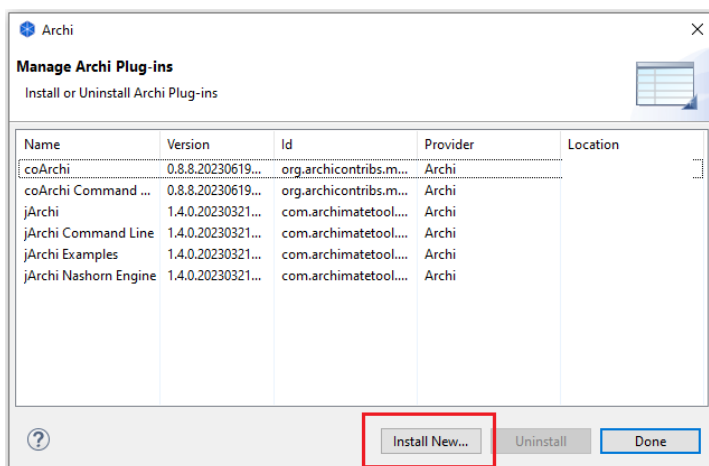 Archi
Manage Archi Plug-ins
Install or Uninstall Archi Plug-ins
Name Version Id Provider Location
coArchi 0.8.8.20230619... org.archicontribs.m... Archi
coArchi Command ... 0.8.8.20230619... org.archicontribs.m... Archi
jArchi 1.4.0.20230321... com.archimatetool.... Archi
jArchi Command Line 1.4.0.20230321... com.archimatetool.... Archi
jArchi Examples 1.4.0.20230321... com.archimatetool.... Archi
jArchi Nashorn Engine 1.4.0.20230321... com.archimatetool.... Archi
? Install New... Uninstall Done